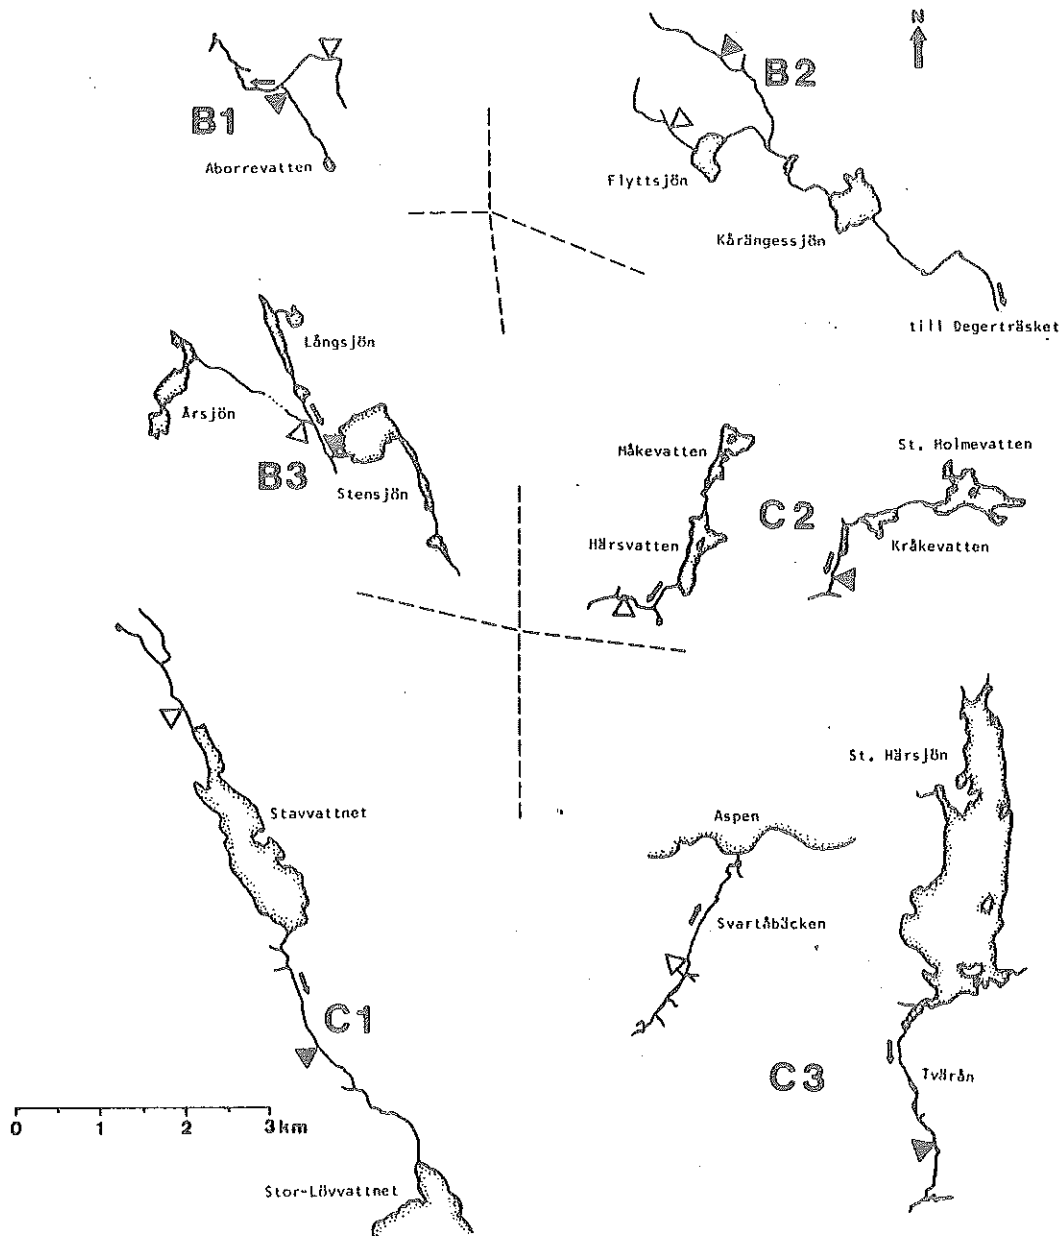 N
B2
B1
Aborrevatten
Flyttsjön
Kårängessjön
till Degerträsket
Långsjön
Årsjön
B3
Stensjön
Måkevatten
St. Holmevatten
C2
Härsvatten
Kråkevatten
St. Härsjön
Stavvattnet
Aspen
Svartåbäcken
C1
C3
Tvärån
0 1 2 3 km
Stor-Lövvattnet